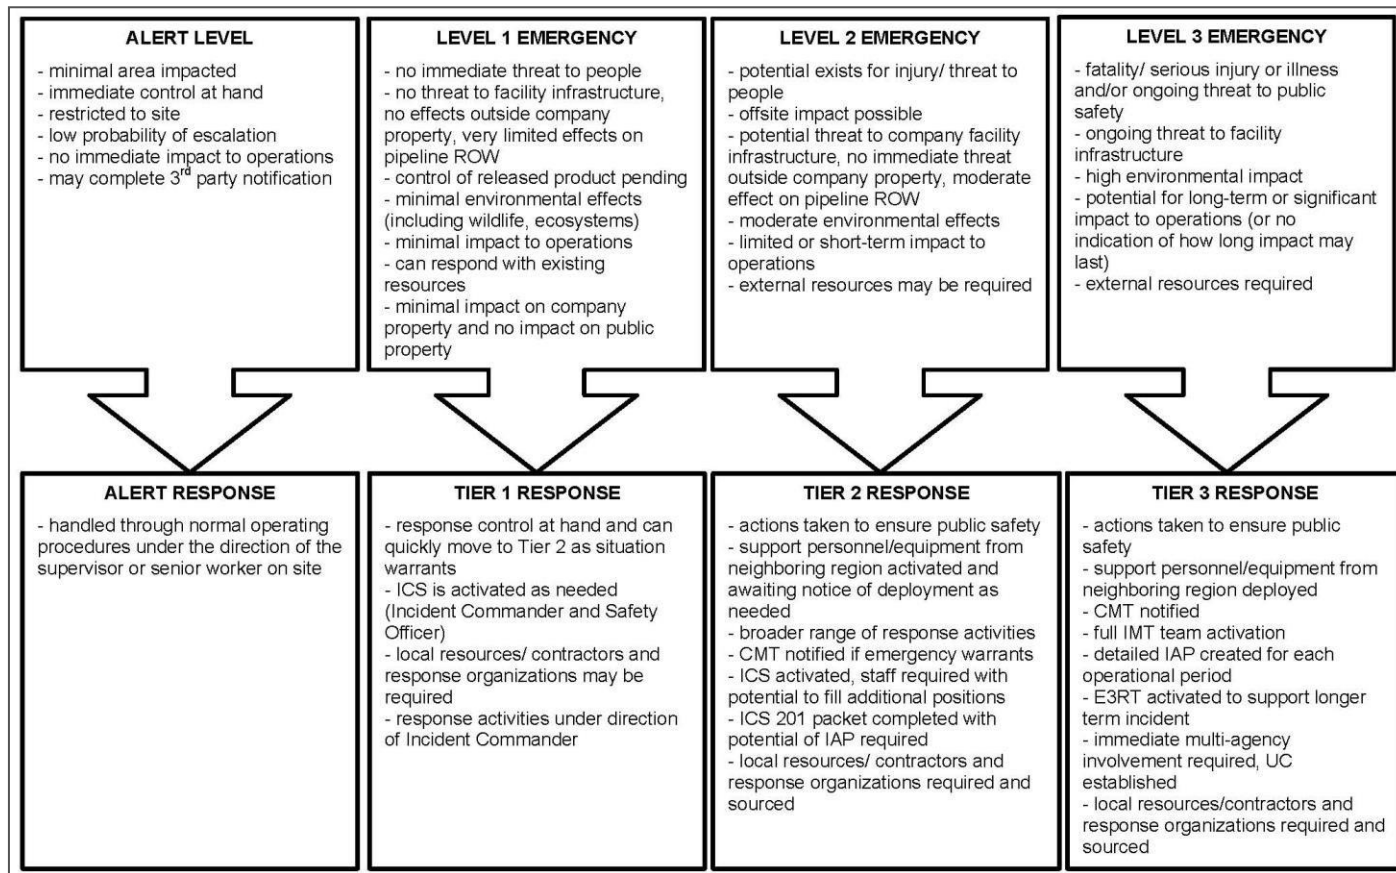 ALERT LEVEL
- minimal area impacted
- immediate control at hand
- restricted to site
- low probability of escalation
- no immediate impact to operations
- may complete 3rd party notification
LEVEL 1 EMERGENCY
- no immediate threat to people
- no threat to facility infrastructure,
no effects outside company
property, very limited effects on
pipeline ROW
- control of released product pending
- minimal environmental effects
(including wildlife, ecosystems)
- minimal impact to operations
- can respond with existing
resources
- minimal impact on company
property and no impact on public
property
LEVEL 2 EMERGENCY
- potential exists for injury/ threat to
people
- offsite impact possible
- potential threat to company facility
infrastructure, no immediate threat
outside company property, moderate
effect on pipeline ROW
- moderate environmental effects
- limited or short-term impact to
operations
- external resources may be required
LEVEL 3 EMERGENCY
- fatality/ serious injury or illness
and/or ongoing threat to public
safety
- ongoing threat to facility
infrastructure
- high environmental impact
- potential for long-term or significant
impact to operations (or no
indication of how long impact may
last)
- external resources required
ALERT RESPONSE
- handled through normal operating
procedures under the direction of the
supervisor or senior worker on site
TIER 1 RESPONSE
- response control at hand and can
quickly move to Tier 2 as situation
warrants
- ICS is activated as needed
(Incident Commander and Safety
Officer)
- local resources/ contractors and
response organizations may be
required
- response activities under direction
of Incident Commander
TIER 2 RESPONSE
- actions taken to ensure public safety
- support personnel/equipment from
neighboring region activated and
awaiting notice of deployment as
needed
- broader range of response activities
- CMT notified if emergency warrants
- ICS activated, staff required with
potential to fill additional positions
- ICS 201 packet completed with
potential of IAP required
- local resources/ contractors and
response organizations required and
sourced
TIER 3 RESPONSE
- actions taken to ensure public
safety
- support personnel/equipment from
neighboring region deployed
- CMT notified
- full IMT team activation
- detailed IAP created for each
operational period
- E3RT activated to support longer
term incident
- immediate multi-agency
involvement required, UC
established
- local resources/contractors and
response organizations required and
sourced